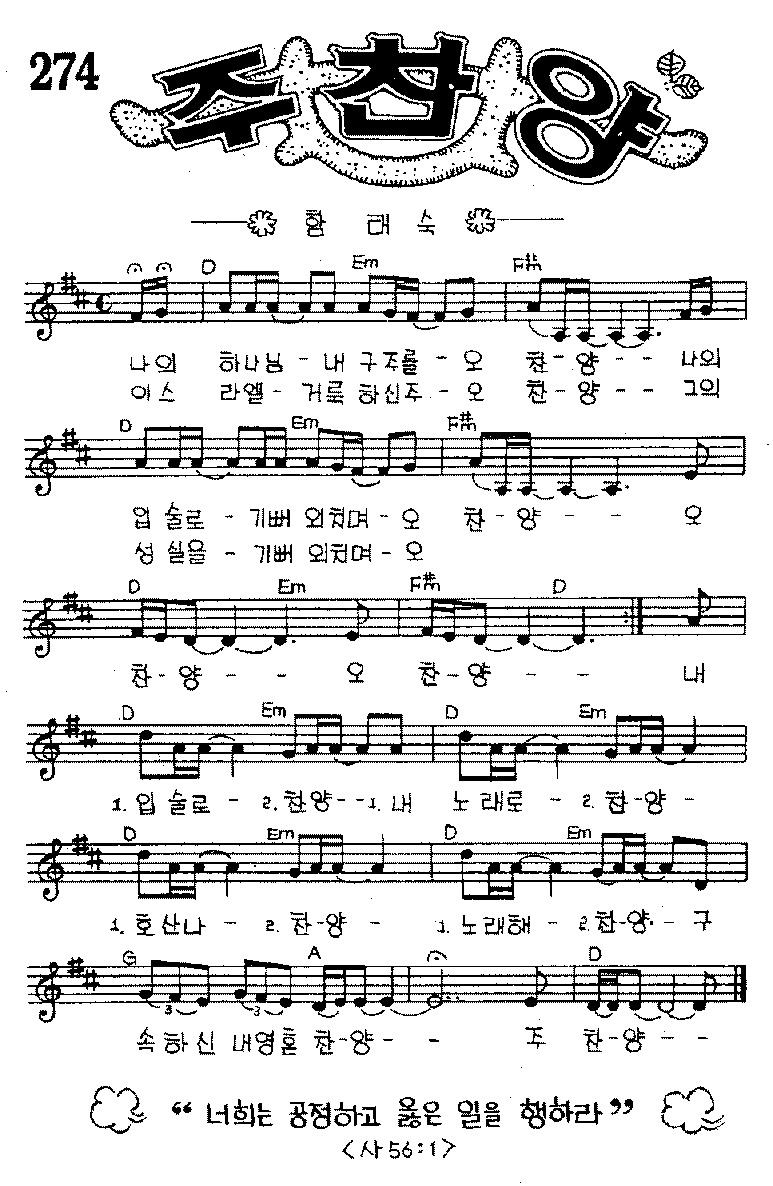 274
주찬양
황 태 숙
D Em F#m
나의 하나님 - 내 구주를 - 오 찬 - 양 - - 나의
이스 라엘 - 거룩하신주 - 오 찬 - 양 - - 그의
D Em F#m
입술로 - 기뻐 외치며 - 오 찬 - 양 - - 오
성실을 - 기뻐 외치며 - 오
D Em F#m D
찬 - 양 - - 오 찬 - 양 - - 내
D Em D Em
1. 입 술로 - 2. 찬양 - - 1. 내 노래로 - 2. 찬 - 양 -
D Em D Em
1. 호산나 - 2. 찬 - 양 - 1. 노래해 - 2. 찬 - 양 - 구
G A D
3 3
속하신 내영혼 찬 - 양 - - 주 찬 - 양 - -
“너희는 공정하고 옳은 일을 행하라”
<사 56:1>